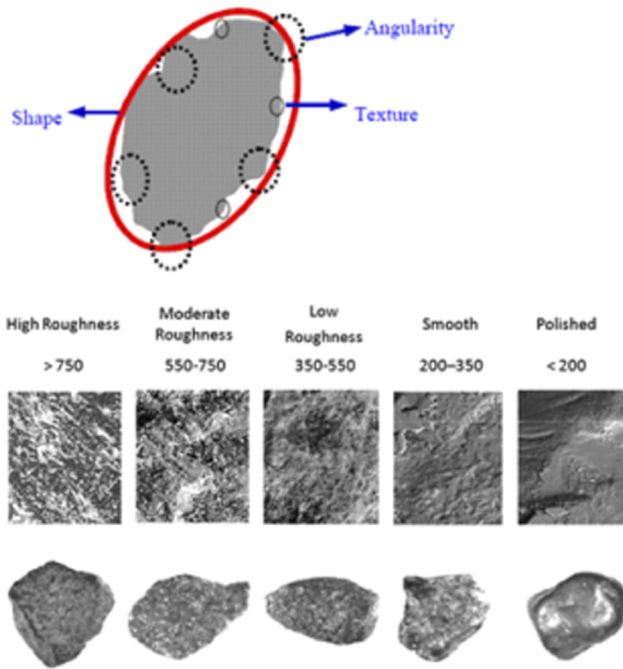 Angularity
Shape
Texture
High Roughness
Moderate
Roughness
Low
Roughness
Smooth
Polished
> 750
550-750
350-550
200–350
< 200